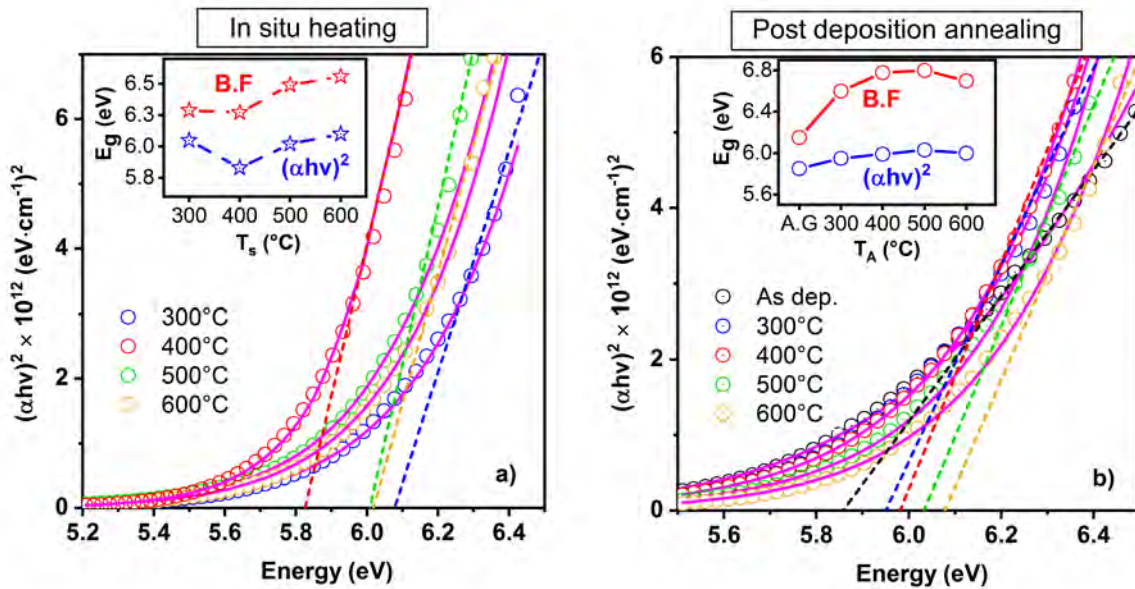 In situ heating
Post deposition annealing
(αhν)² × 10¹² (eV·cm⁻¹)²
6
4
2
0
5.2 5.4 5.6 5.8 6.0 6.2 6.4
Energy (eV)
E_g (eV)
6.5
6.3
6.0
5.8
B.F
(αhν)²
300 400 500 600
T_s (°C)
300°C
400°C
500°C
600°C
a)
(αhν)² × 10¹² (eV·cm⁻¹)²
6
4
2
0
5.6 5.8 6.0 6.2 6.4
Energy (eV)
E_g (eV)
6.8
6.4
6.0
5.6
B.F
(αhν)²
A.G 300 400 500 600
T_A (°C)
As dep.
300°C
400°C
500°C
600°C
b)